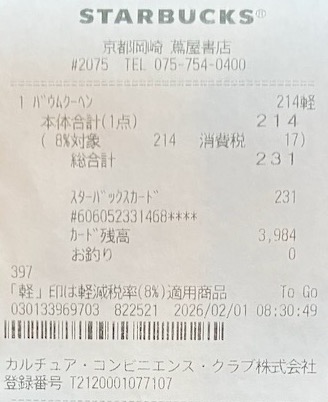 STARBUCKS®
京都岡崎 蔦屋書店
#2075 TEL 075-754-0400
1 ﾊﾞｳﾑｸｰﾍﾝ 214軽
本体合計(1点) 214
( 8%対象 214 消費税 17)
総合計 231
ｽﾀｰﾊﾞｯｸｽｶｰﾄﾞ 231
#606052331468****
ｶｰﾄﾞ残高 3,984
お釣り 0
397
「軽」印は軽減税率(8%)適用商品 To Go
030133969703 822521 2026/02/01 08:30:49
カルチュア・コンビニエンス・クラブ株式会社
登録番号 T2120001077107